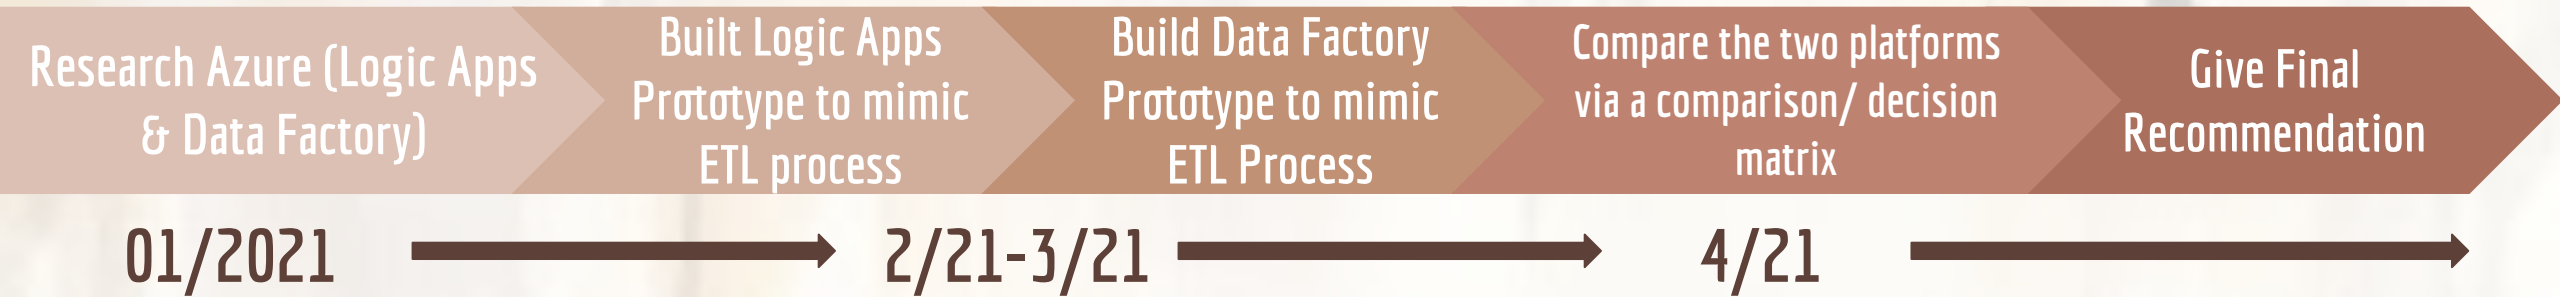 Research Azure (Logic Apps
& Data Factory)
Built Logic Apps
Prototype to mimic
ETL process
Build Data Factory
Prototype to mimic
ETL Process
Compare the two platforms
via a comparison/ decision
matrix
Give Final
Recommendation
01/2021
2/21-3/21
4/21